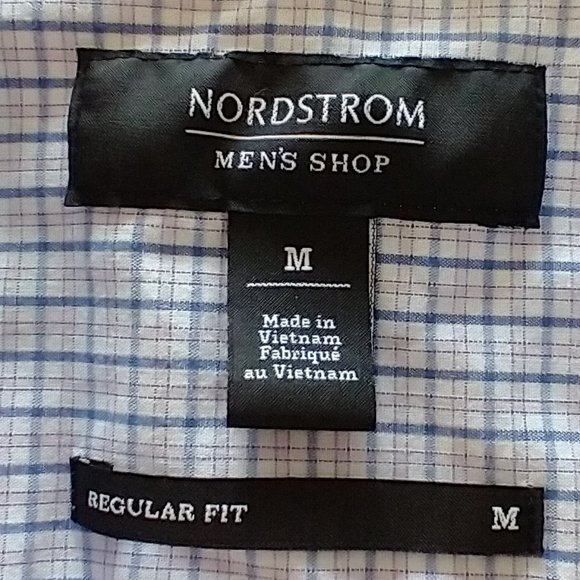 NORDSTROM
MEN'S SHOP
M
Made in
Vietnam
Fabriqué
au Vietnam
REGULAR FIT M